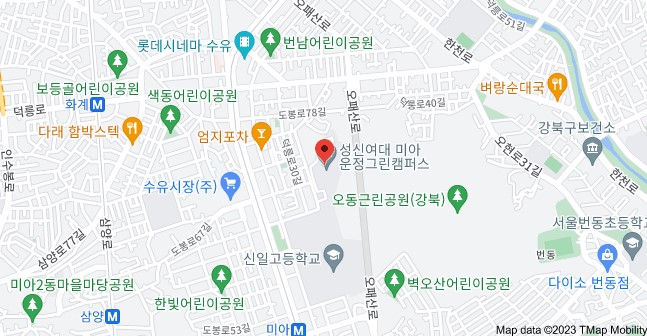 오패산로
덕릉로51길
롯데시네마 수유
번남어린이공원
한천로
보등골어린이공원
벼랑순대국
덕릉로
화계 M
색동어린이공원
오패산로
덕릉로40길
도봉로78길
다래 함박스텍
엄지포차
강북구보건소
성신여대 미아
운정그린캠퍼스
오현로31길
인수봉로
덕릉로30길
한천로
수유시장(주)
오동근린공원(강북)
삼양로
서울번동초등학교
도봉로67길
삼양로77길
신일고등학교
번동
미아2동마을마당공원
한빛어린이공원
오패산로
벽오산어린이공원
다이소 번동점
삼양 M
도봉로53길
미아 M
Map data ©2023 TMap Mobility